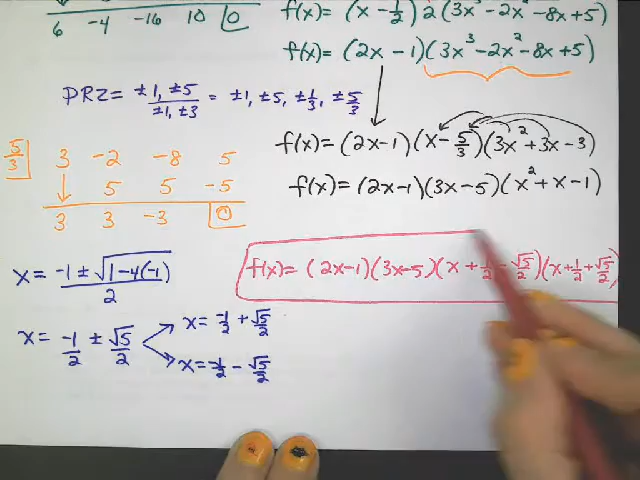 6 -4 -16 10 0
f(x) = (x - 1/2) 2 (3x³ - 2x² - 8x + 5)
f(x) = (2x - 1)(3x³ - 2x² - 8x + 5)
PRZ = ±1, ±5 / ±1, ±3 = ±1, ±5, ±1/3, ±5/3
f(x) = (2x-1)(x - 5/3)(3x² + 3x - 3)
f(x) = (2x-1)(3x-5)(x² + x - 1)
5/3 3 -2 -8 5
5 5 -5
3 3 -3 0
x = -1 ± √(1-4(-1)) / 2
f(x) = (2x-1)(3x-5)(x + 1/2 - √5/2)(x + 1/2 + √5/2)
x = -1/2 ± √5/2
x = -1/2 + √5/2
x = -1/2 - √5/2